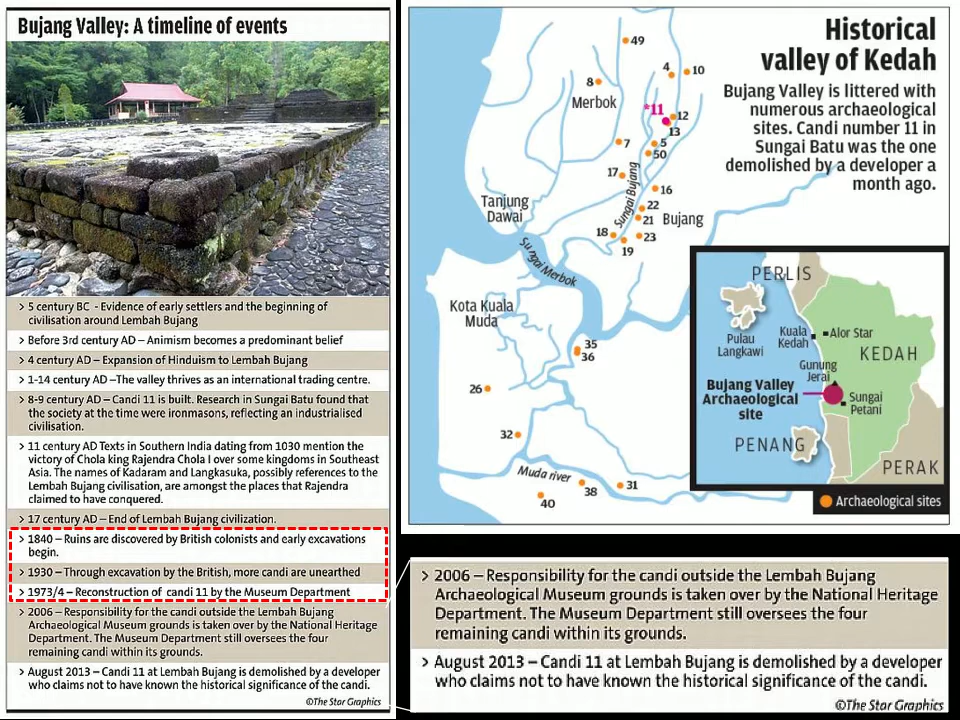 Bujang Valley: A timeline of events
> 5 century BC - Evidence of early settlers and the beginning of
civilisation around Lembah Bujang
> Before 3rd century AD – Animism becomes a predominant belief
> 4 century AD – Expansion of Hinduism to Lembah Bujang
> 1-14 century AD –The valley thrives as an international trading centre.
> 8-9 century AD – Candi 11 is built. Research in Sungai Batu found that
the society at the time were ironmasons, reflecting an industrialised
civilisation.
> 11 century AD Texts in Southern India dating from 1030 mention the
victory of Chola king Rajendra Chola I over some kingdoms in Southeast
Asia. The names of Kadaram and Langkasuka, possibly references to the
Lembah Bujang civilisation, are amongst the places that Rajendra
claimed to have conquered.
> 17 century AD – End of Lembah Bujang civilization.
> 1840 – Ruins are discovered by British colonists and early excavations
begin.
> 1930 – Through excavation by the British, more candi are unearthed
> 1973/4 – Reconstruction of candi 11 by the Museum Department
> 2006 – Responsibility for the candi outside the Lembah Bujang
Archaeological Museum grounds is taken over by the National Heritage
Department. The Museum Department still oversees the four
remaining candi within its grounds.
> August 2013 – Candi 11 at Lembah Bujang is demolished by a developer
who claims not to have known the historical significance of the candi.
©The Star Graphics
Historical
valley of Kedah
Bujang Valley is littered with
numerous archaeological
sites. Candi number 11 in
Sungai Batu was the one
demolished by a developer a
month ago.
49
4
10
8
Merbok
*11
12
13
7
5
50
17
16
Sungai Bujang
Tanjung
Dawai
22
21
Bujang
18
23
19
Sungai Merbok
Kota Kuala
Muda
35
36
26
32
Muda river
38
31
40
PERLIS
Pulau
Langkawi
Kuala
Kedah
Alor Star
KEDAH
Gunung
Jerai
Bujang Valley
Archaeological
site
Sungai
Petani
PENANG
PERAK
Archaeological sites
> 2006 – Responsibility for the candi outside the Lembah Bujang
Archaeological Museum grounds is taken over by the National Heritage
Department. The Museum Department still oversees the four
remaining candi within its grounds.
> August 2013 – Candi 11 at Lembah Bujang is demolished by a developer
who claims not to have known the historical significance of the candi.
©The Star Graphics